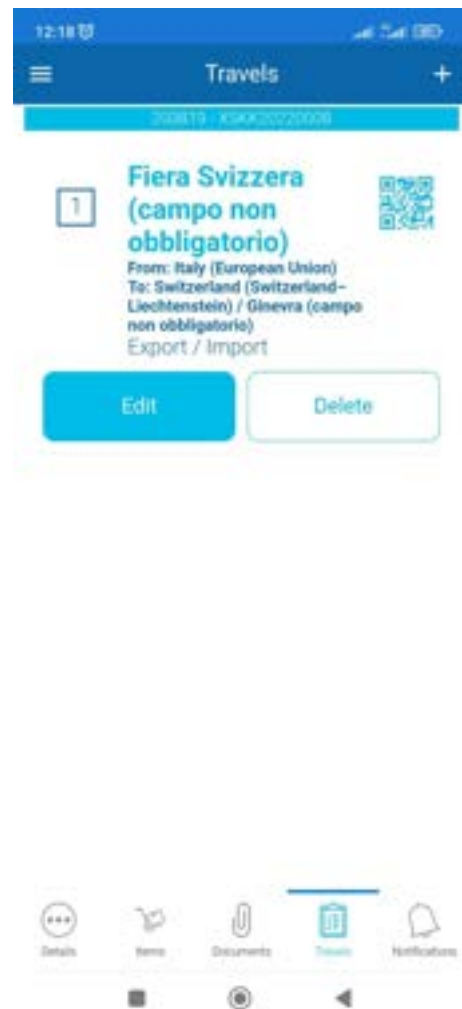 12:18
Travels
1
Fiera Svizzera
(campo non
obbligatorio)
From: Italy (European Union)
To: Switzerland (Switzerland–
Liechtenstein) / Ginevra (campo
non obbligatorio)
Export / Import
Edit Delete
Details Items Documents Travels Notifications